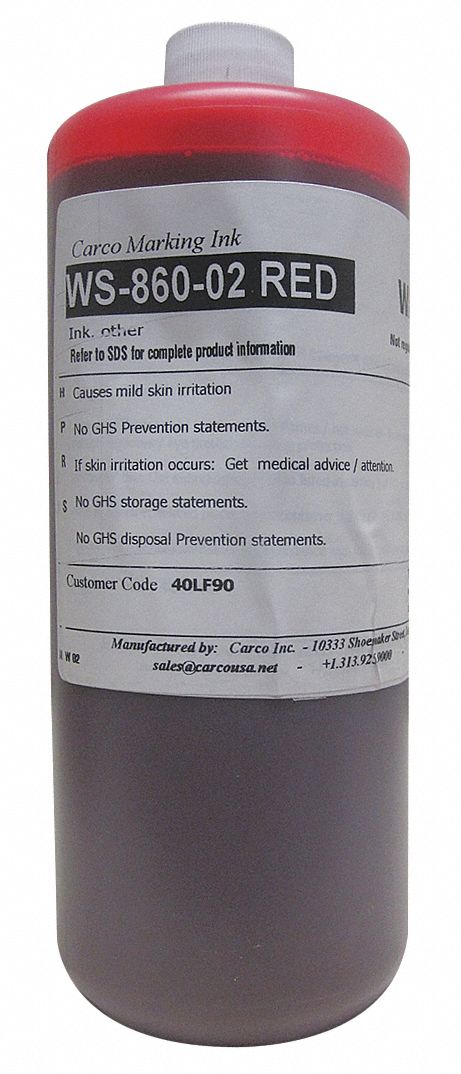 Carco Marking Ink
WS-860-02 RED
W
Ink, other
Not
Refer to SDS for complete product information
H Causes mild skin irritation
P No GHS Prevention statements.
R If skin irritation occurs: Get medical advice / attention.
S No GHS storage statements.
No GHS disposal Prevention statements.
Customer Code 40LF90
Manufactured by: Carco Inc. - 10333 Shoemaker Street,
W 02 sales@carcousa.net - +1.313.925.9000 -